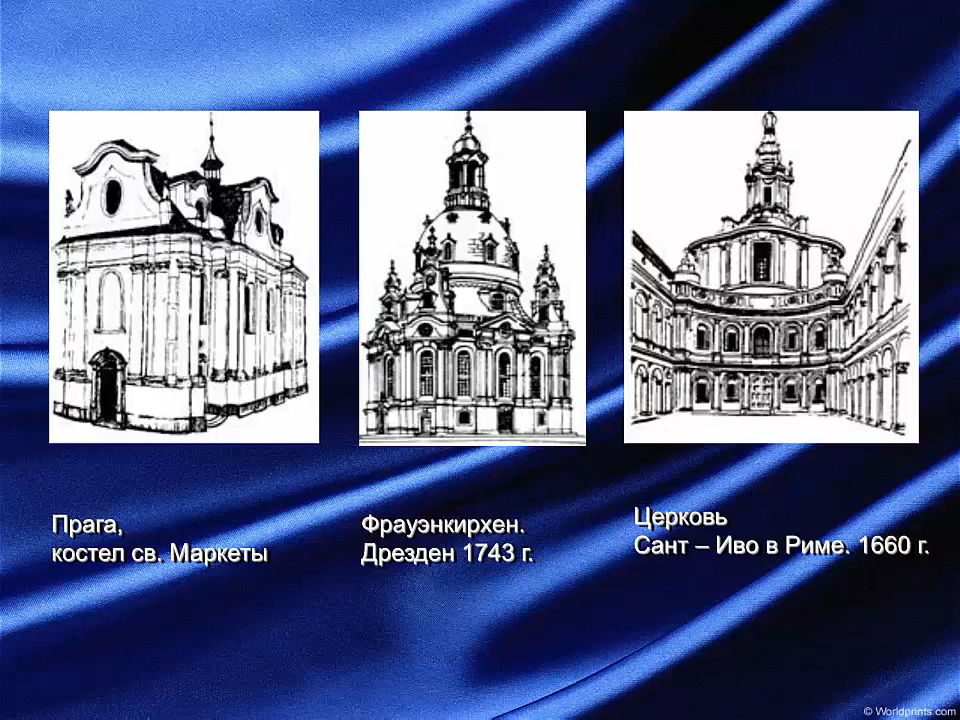 Прага,
костел св. Маркеты
Фрауэнкирхен.
Дрезден 1743 г.
Церковь
Сант – Иво в Риме. 1660 г.
© Worldprints.com